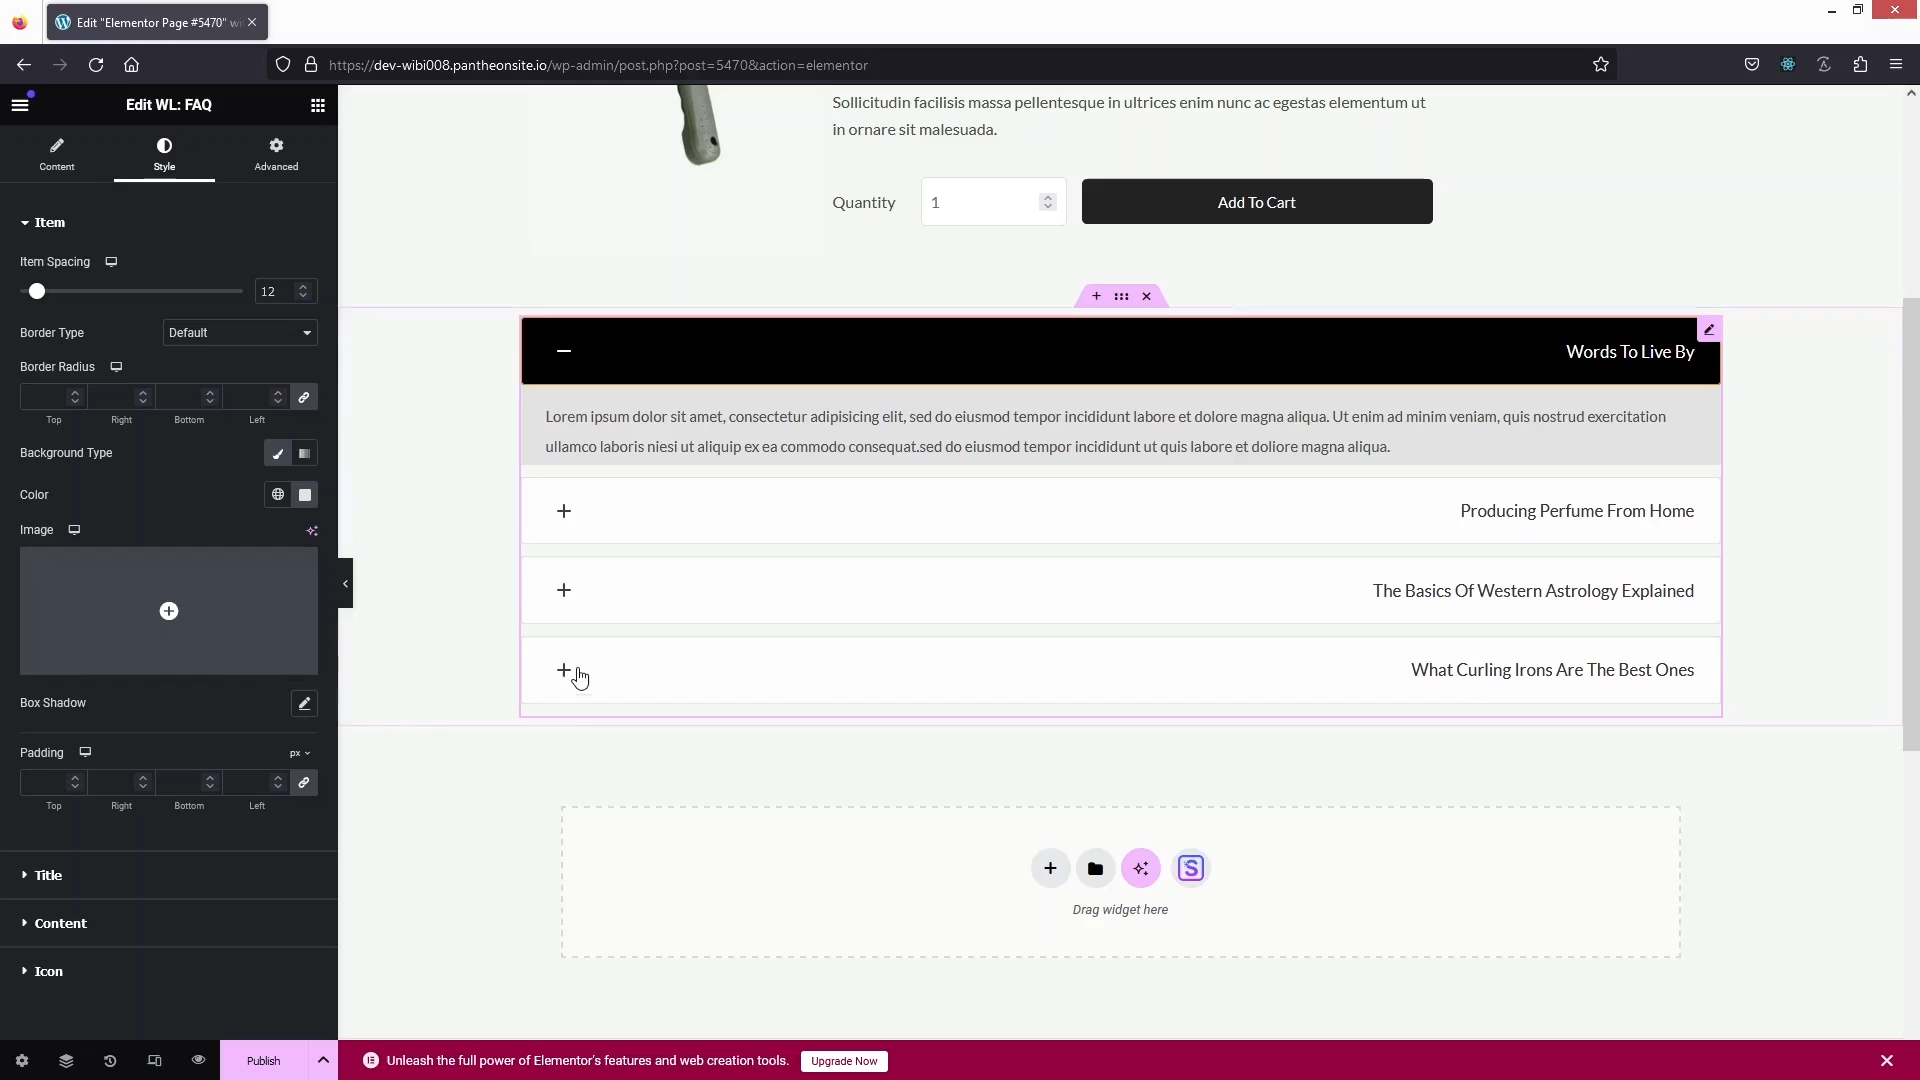 Edit "Elementor Page #5470" wi
https://dev-wibi008.pantheonsite.io/wp-admin/post.php?post=5470&action=elementor
Edit WL: FAQ
Content
Style
Advanced
Item
Item Spacing
12
Border Type
Default
Border Radius
Top
Right
Bottom
Left
Background Type
Color
Image
Box Shadow
Padding
px
Top
Right
Bottom
Left
Title
Content
Icon
Publish
Sollicitudin facilisis massa pellentesque in ultrices enim nunc ac egestas elementum ut
in ornare sit malesuada.
Quantity
1
Add To Cart
Words To Live By
Lorem ipsum dolor sit amet, consectetur adipisicing elit, sed do eiusmod tempor incididunt labore et dolore magna aliqua. Ut enim ad minim veniam, quis nostrud exercitation
ullamco laboris niesi ut aliquip ex ea commodo consequat.sed do eiusmod tempor incididunt ut quis labore et doliore magna aliqua.
Producing Perfume From Home
The Basics Of Western Astrology Explained
What Curling Irons Are The Best Ones
Drag widget here
Unleash the full power of Elementor's features and web creation tools.
Upgrade Now